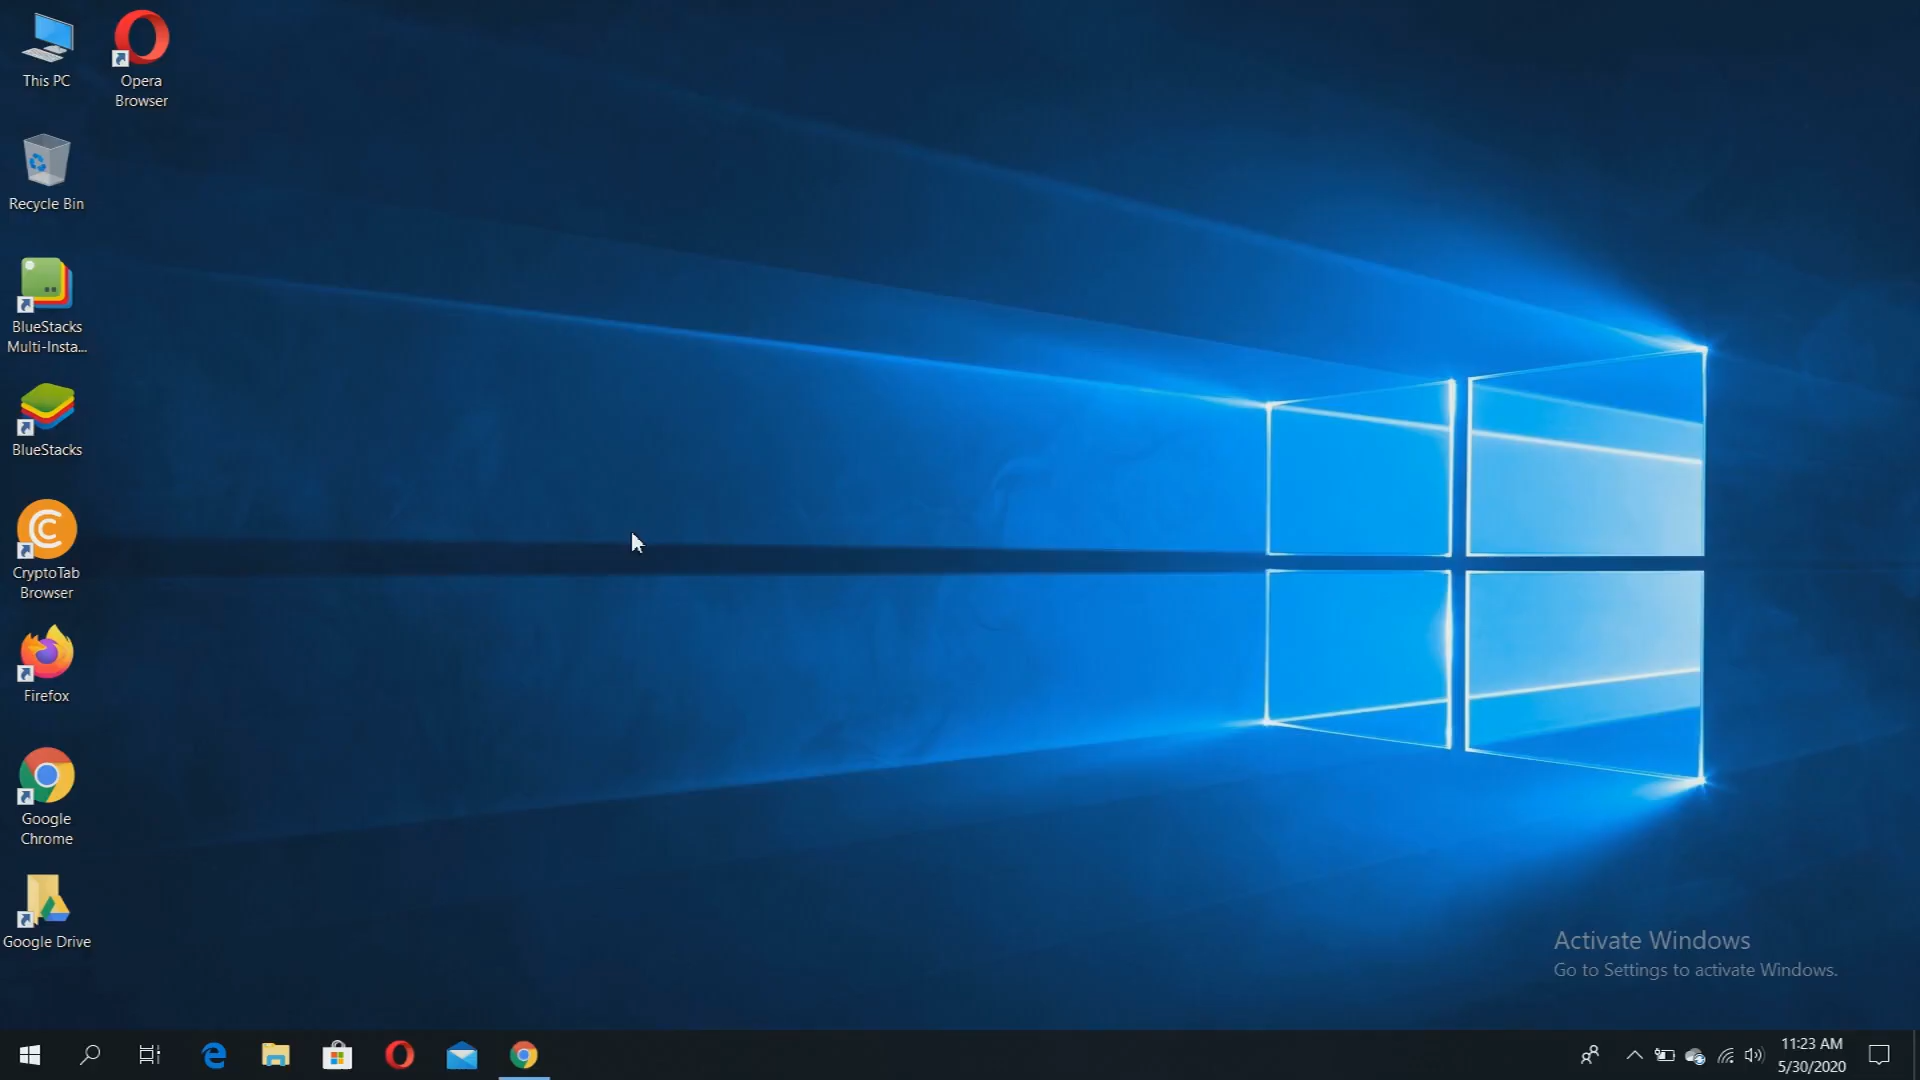 This PC
Opera
Browser
Recycle Bin
BlueStacks
Multi-Insta...
BlueStacks
CryptoTab
Browser
Firefox
Google
Chrome
Google Drive
Activate Windows
Go to Settings to activate Windows.
11:23 AM
5/30/2020